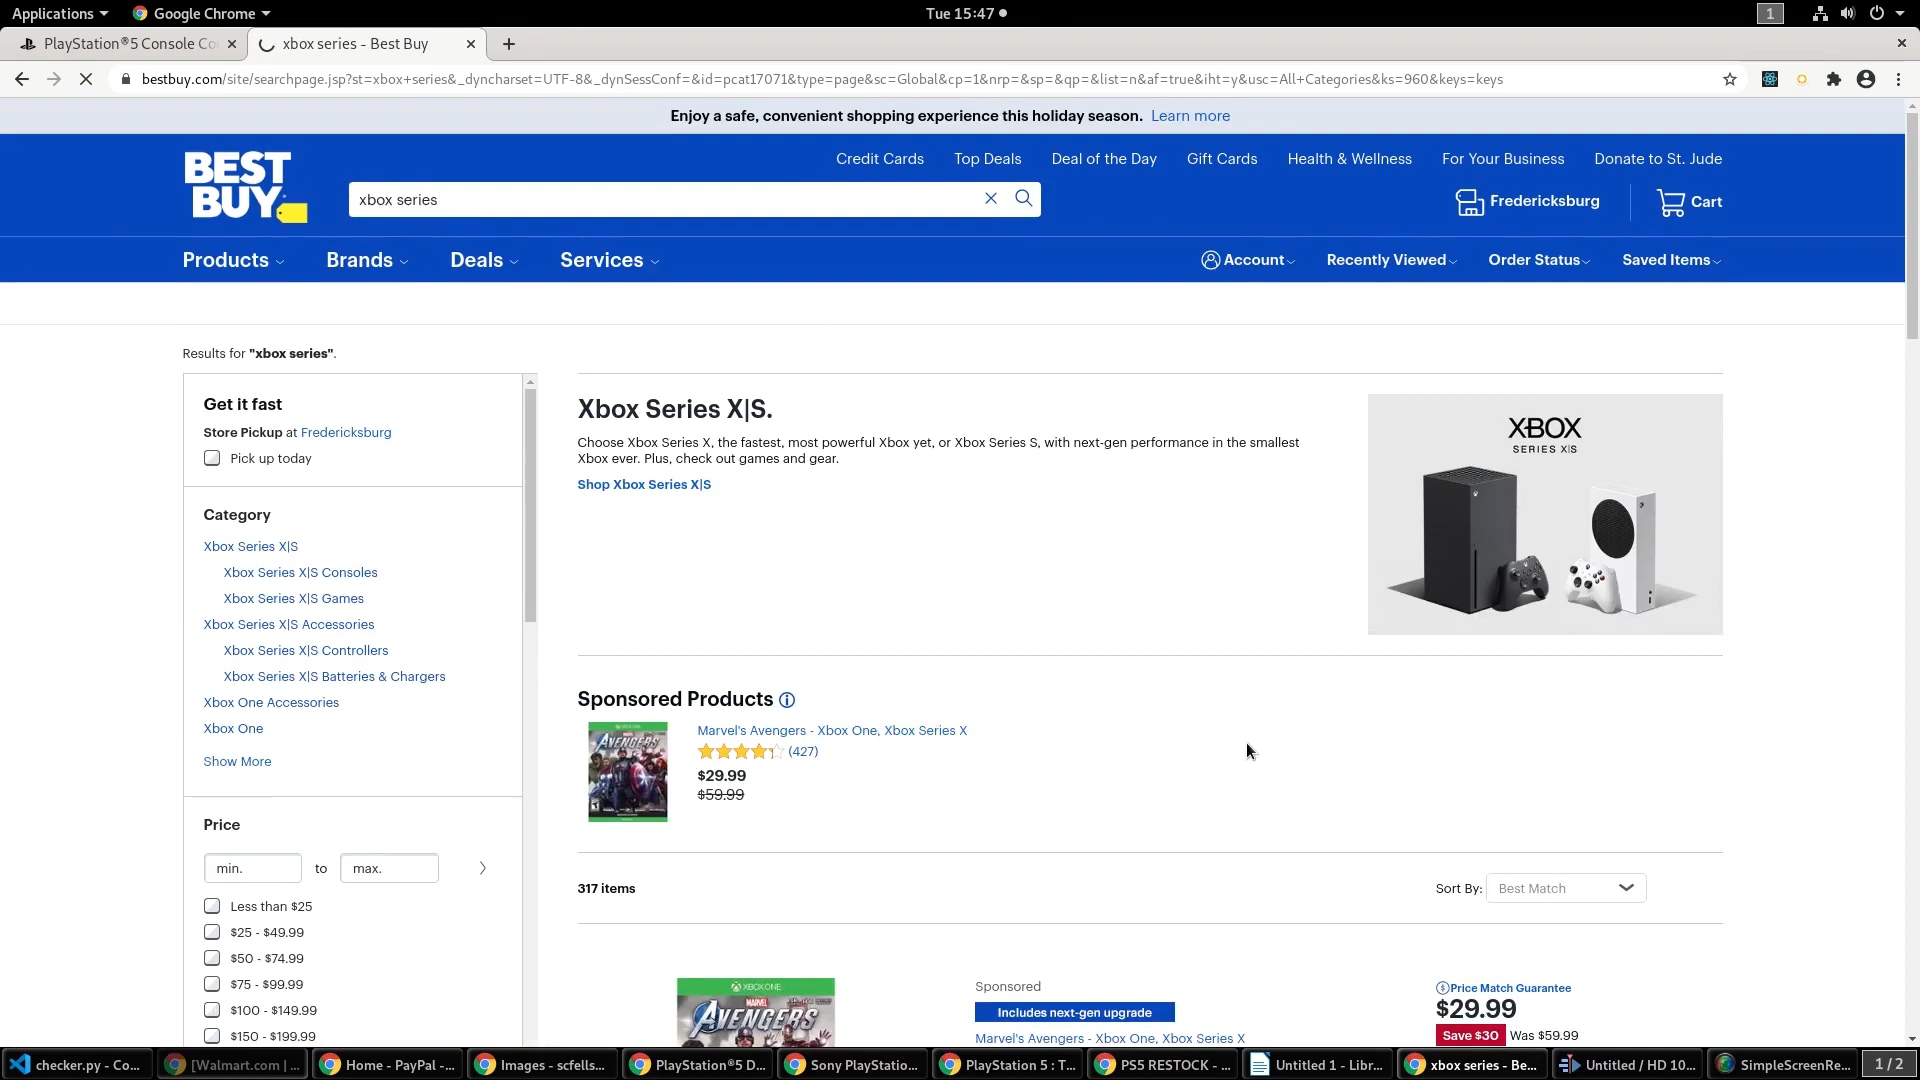 Applications
Google Chrome
Tue 15:47
1
PlayStation®5 Console Co
xbox series - Best Buy
bestbuy.com/site/searchpage.jsp?st=xbox+series&_dyncharset=UTF-8&_dynSessConf=&id=pcat17071&type=page&sc=Global&cp=1&nrp=&sp=&qp=&list=n&af=true&iht=y&usc=All+Categories&ks=960&keys=keys
Enjoy a safe, convenient shopping experience this holiday season. Learn more
Credit Cards Top Deals Deal of the Day Gift Cards Health & Wellness For Your Business Donate to St. Jude
BEST
BUY
xbox series
Fredericksburg
Cart
Products Brands Deals Services
Account Recently Viewed Order Status Saved Items
Results for "xbox series".
Get it fast
Store Pickup at Fredericksburg
Pick up today
Category
Xbox Series X|S
Xbox Series X|S Consoles
Xbox Series X|S Games
Xbox Series X|S Accessories
Xbox Series X|S Controllers
Xbox Series X|S Batteries & Chargers
Xbox One Accessories
Xbox One
Show More
Price
min. to max.
Less than $25
$25 - $49.99
$50 - $74.99
$75 - $99.99
$100 - $149.99
$150 - $199.99
Xbox Series X|S.
Choose Xbox Series X, the fastest, most powerful Xbox yet, or Xbox Series S, with next-gen performance in the smallest
Xbox ever. Plus, check out games and gear.
Shop Xbox Series X|S
XBOX
SERIES X|S
Sponsored Products
AVENGERS
Marvel's Avengers - Xbox One, Xbox Series X
(427)
$29.99
$59.99
317 items
Sort By: Best Match
XBOX ONE
MARVEL
AVENGERS
Sponsored
Includes next-gen upgrade
Marvel's Avengers - Xbox One, Xbox Series X
Price Match Guarantee
$29.99
Save $30 Was $59.99
checker.py - Co...
[Walmart.com | ...
Home - PayPal -...
Images - scfells...
PlayStation®5 D...
Sony PlayStatio...
PlayStation 5 : T...
PS5 RESTOCK - ...
Untitled 1 - Libr...
xbox series - Be...
Untitled / HD 10...
SimpleScreenRe...
1 / 2